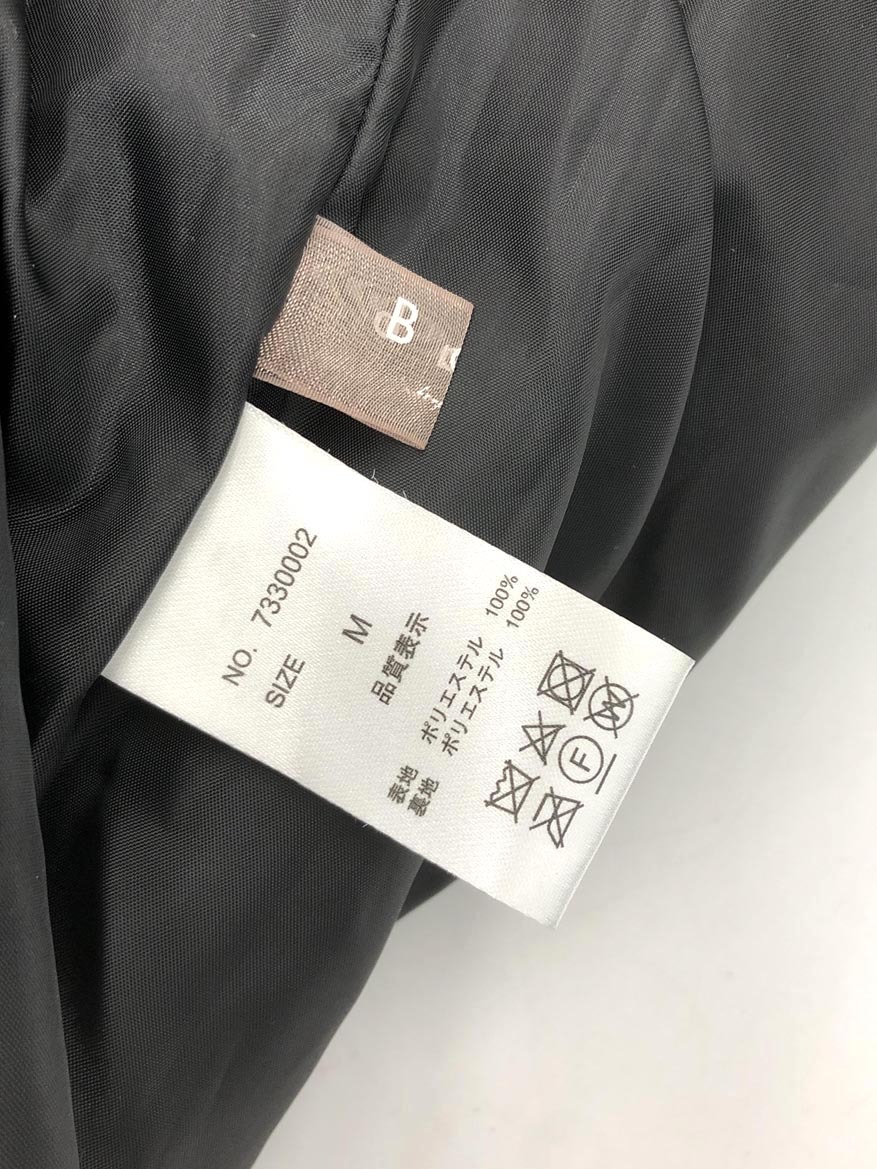 B
NO. 7330002
SIZE M
品質表示
表地 ポリエステル 100%
裏地 ポリエステル 100%
W
F